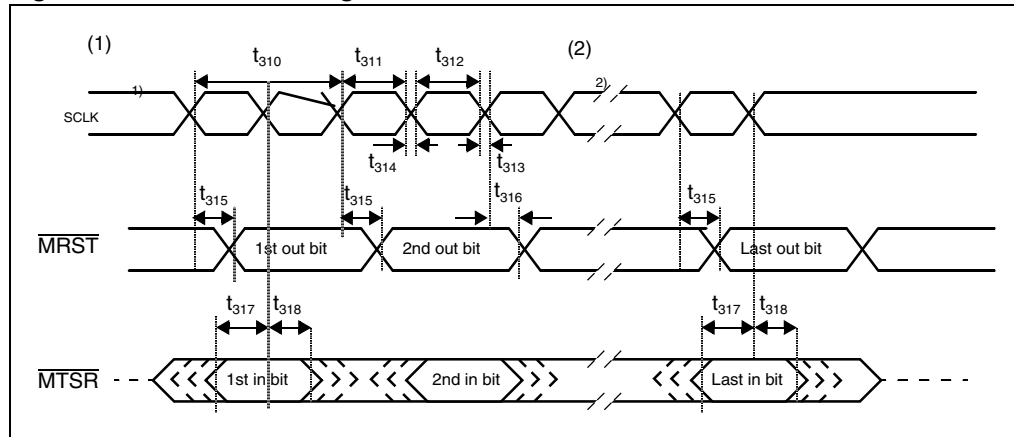 (1)
(2)
t310
t311
t312
1)
2)
SCLK
t314
t313
t315
t315
t316
t315
MRST
1st out bit
2nd out bit
Last out bit
t317
t318
t317
t318
MTSR
1st in bit
2nd in bit
Last in bit